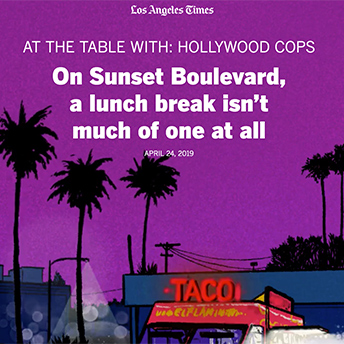 Los Angeles Times
AT THE TABLE WITH: HOLLYWOOD COPS
On Sunset Boulevard,
a lunch break isn't
much of one at all
APRIL 24, 2019
TACO